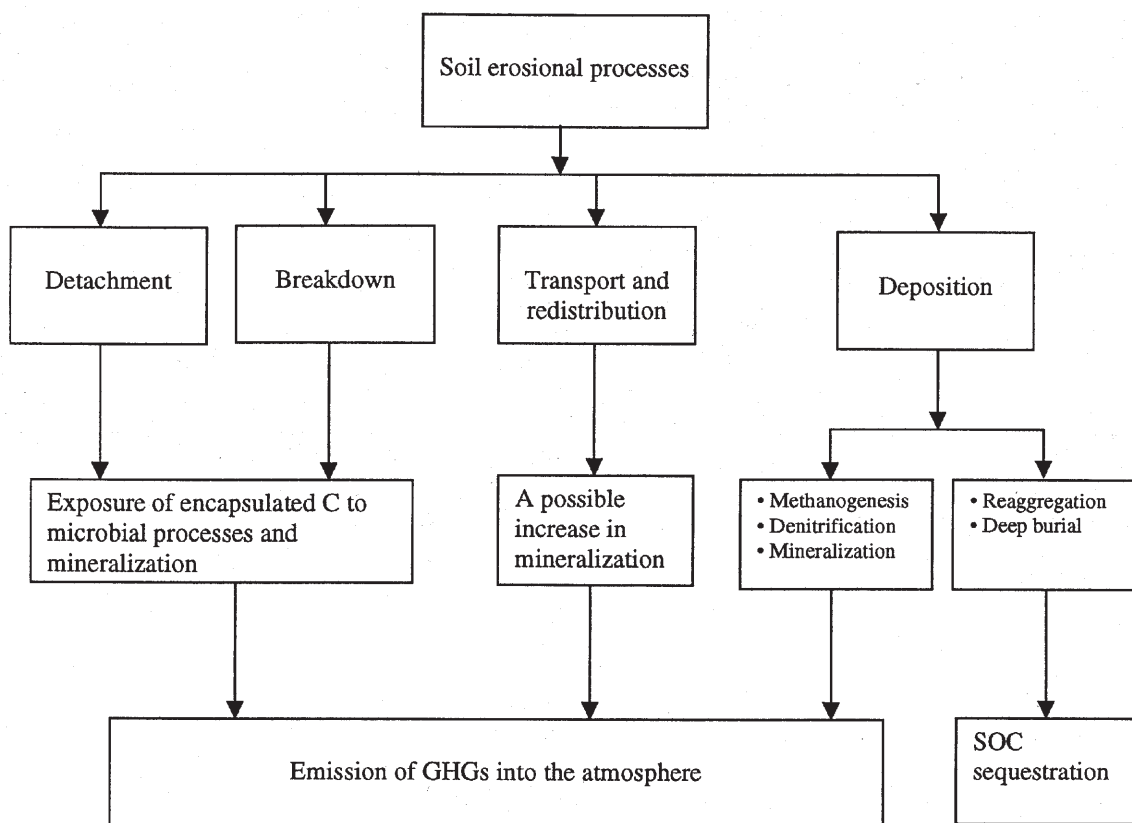 Soil erosional processes
Detachment
Breakdown
Transport and
redistribution
Deposition
Exposure of encapsulated C to
microbial processes and
mineralization
A possible
increase in
mineralization
• Methanogenesis
• Denitrification
• Mineralization
• Reaggregation
• Deep burial
Emission of GHGs into the atmosphere
SOC
sequestration